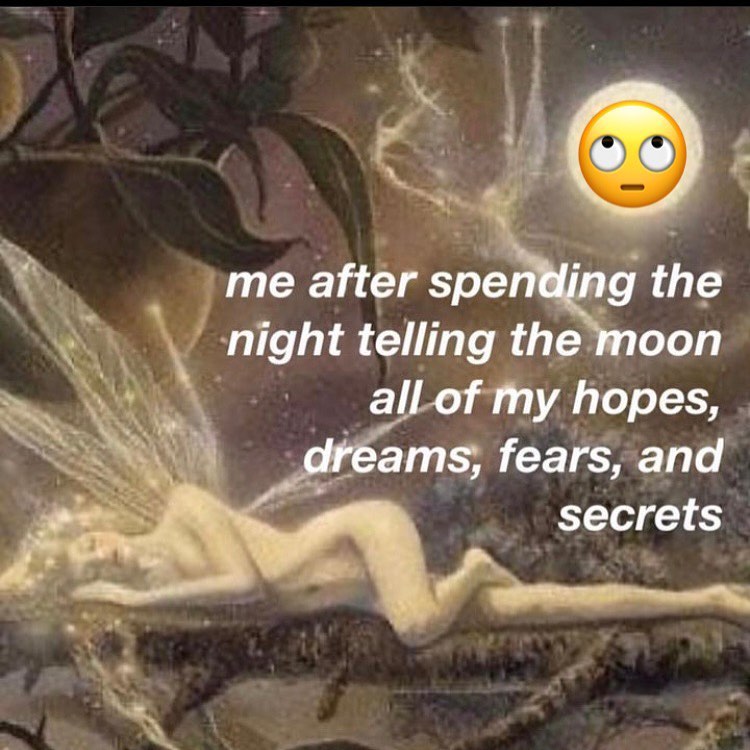 me after spending the
night telling the moon
all of my hopes,
dreams, fears, and
secrets